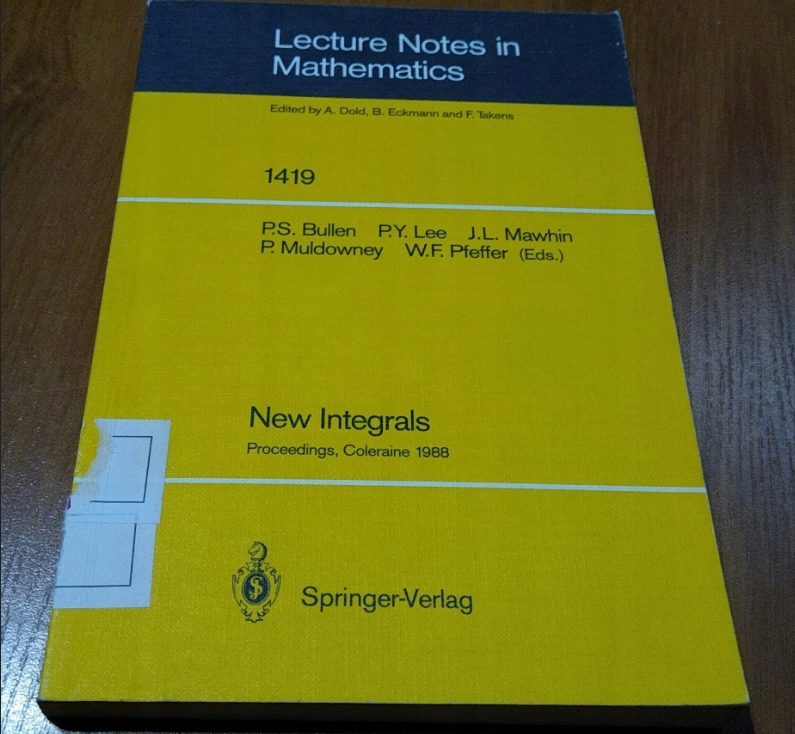 Lecture Notes in
Mathematics
Edited by A. Dold, B. Eckmann and F. Takens
1419
P.S. Bullen P.Y. Lee J.L. Mawhin
P. Muldowney W.F. Pfeffer (Eds.)
New Integrals
Proceedings, Coleraine 1988
Springer-Verlag